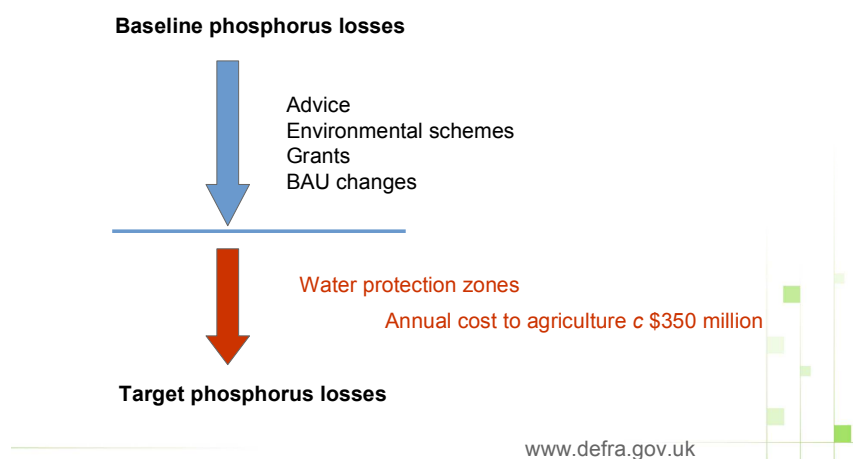 Baseline phosphorus losses
Advice
Environmental schemes
Grants
BAU changes
Water protection zones
Annual cost to agriculture c $350 million
Target phosphorus losses
www.defra.gov.uk